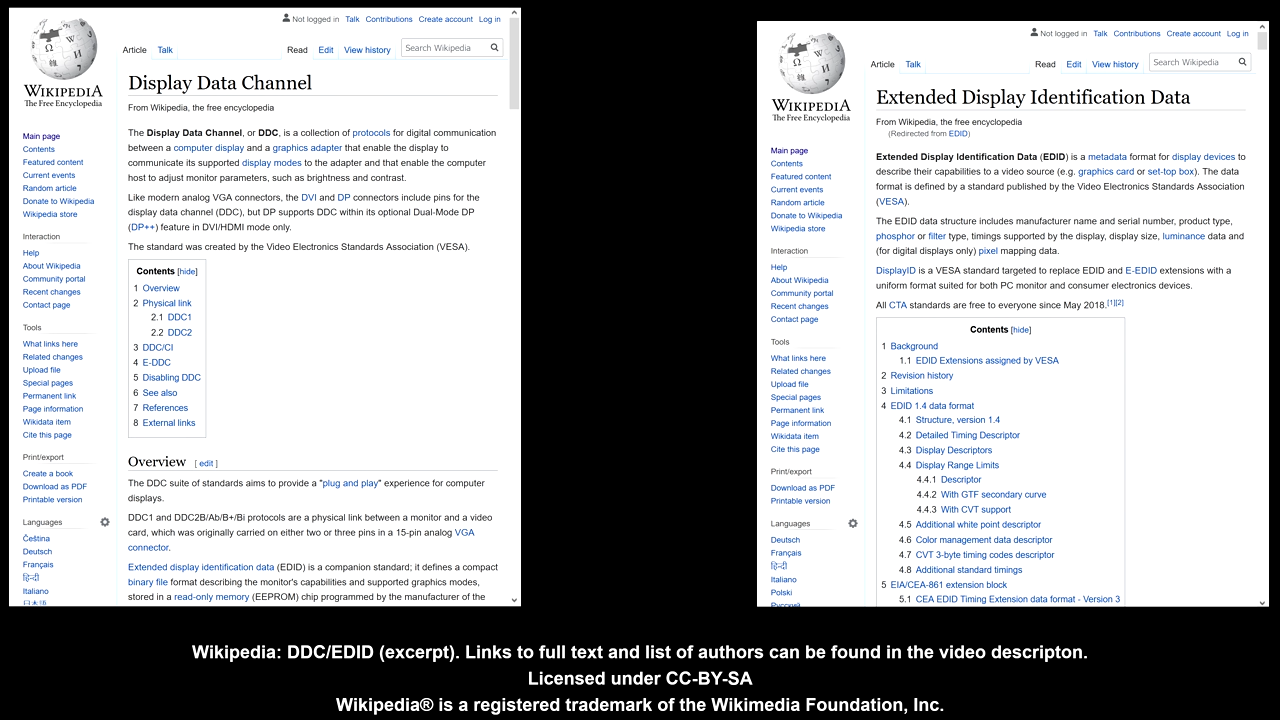 Not logged in Talk Contributions Create account Log in
Article Talk Read Edit View history Search Wikipedia
WIKIPEDIA
The Free Encyclopedia
Main page
Contents
Featured content
Current events
Random article
Donate to Wikipedia
Wikipedia store
Interaction
Help
About Wikipedia
Community portal
Recent changes
Contact page
Tools
What links here
Related changes
Upload file
Special pages
Permanent link
Page information
Wikidata item
Cite this page
Print/export
Create a book
Download as PDF
Printable version
Languages
Čeština
Deutsch
Français
हिन्दी
Italiano
日本語
Display Data Channel
From Wikipedia, the free encyclopedia
The Display Data Channel, or DDC, is a collection of protocols for digital communication
between a computer display and a graphics adapter that enable the display to
communicate its supported display modes to the adapter and that enable the computer
host to adjust monitor parameters, such as brightness and contrast.
Like modern analog VGA connectors, the DVI and DP connectors include pins for the
display data channel (DDC), but DP supports DDC within its optional Dual-Mode DP
(DP++) feature in DVI/HDMI mode only.
The standard was created by the Video Electronics Standards Association (VESA).
Contents [hide]
1 Overview
2 Physical link
2.1 DDC1
2.2 DDC2
3 DDC/CI
4 E-DDC
5 Disabling DDC
6 See also
7 References
8 External links
Overview [ edit ]
The DDC suite of standards aims to provide a "plug and play" experience for computer
displays.
DDC1 and DDC2B/Ab/B+/Bi protocols are a physical link between a monitor and a video
card, which was originally carried on either two or three pins in a 15-pin analog VGA
connector.
Extended display identification data (EDID) is a companion standard; it defines a compact
binary file format describing the monitor's capabilities and supported graphics modes,
stored in a read-only memory (EEPROM) chip programmed by the manufacturer of the
Not logged in Talk Contributions Create account Log in
Article Talk Read Edit View history Search Wikipedia
WIKIPEDIA
The Free Encyclopedia
Main page
Contents
Featured content
Current events
Random article
Donate to Wikipedia
Wikipedia store
Interaction
Help
About Wikipedia
Community portal
Recent changes
Contact page
Tools
What links here
Related changes
Upload file
Special pages
Permanent link
Page information
Wikidata item
Cite this page
Print/export
Download as PDF
Printable version
Languages
Deutsch
Français
हिन्दी
Italiano
Polski
Русский
Extended Display Identification Data
From Wikipedia, the free encyclopedia
(Redirected from EDID)
Extended Display Identification Data (EDID) is a metadata format for display devices to
describe their capabilities to a video source (e.g. graphics card or set-top box). The data
format is defined by a standard published by the Video Electronics Standards Association
(VESA).
The EDID data structure includes manufacturer name and serial number, product type,
phosphor or filter type, timings supported by the display, display size, luminance data and
(for digital displays only) pixel mapping data.
DisplayID is a VESA standard targeted to replace EDID and E-EDID extensions with a
uniform format suited for both PC monitor and consumer electronics devices.
All CTA standards are free to everyone since May 2018.[1][2]
Contents [hide]
1 Background
1.1 EDID Extensions assigned by VESA
2 Revision history
3 Limitations
4 EDID 1.4 data format
4.1 Structure, version 1.4
4.2 Detailed Timing Descriptor
4.3 Display Descriptors
4.4 Display Range Limits
4.4.1 Descriptor
4.4.2 With GTF secondary curve
4.4.3 With CVT support
4.5 Additional white point descriptor
4.6 Color management data descriptor
4.7 CVT 3-byte timing codes descriptor
4.8 Additional standard timings
5 EIA/CEA-861 extension block
5.1 CEA EDID Timing Extension data format - Version 3
Wikipedia: DDC/EDID (excerpt). Links to full text and list of authors can be found in the video descripton.
Licensed under CC-BY-SA
Wikipedia® is a registered trademark of the Wikimedia Foundation, Inc.